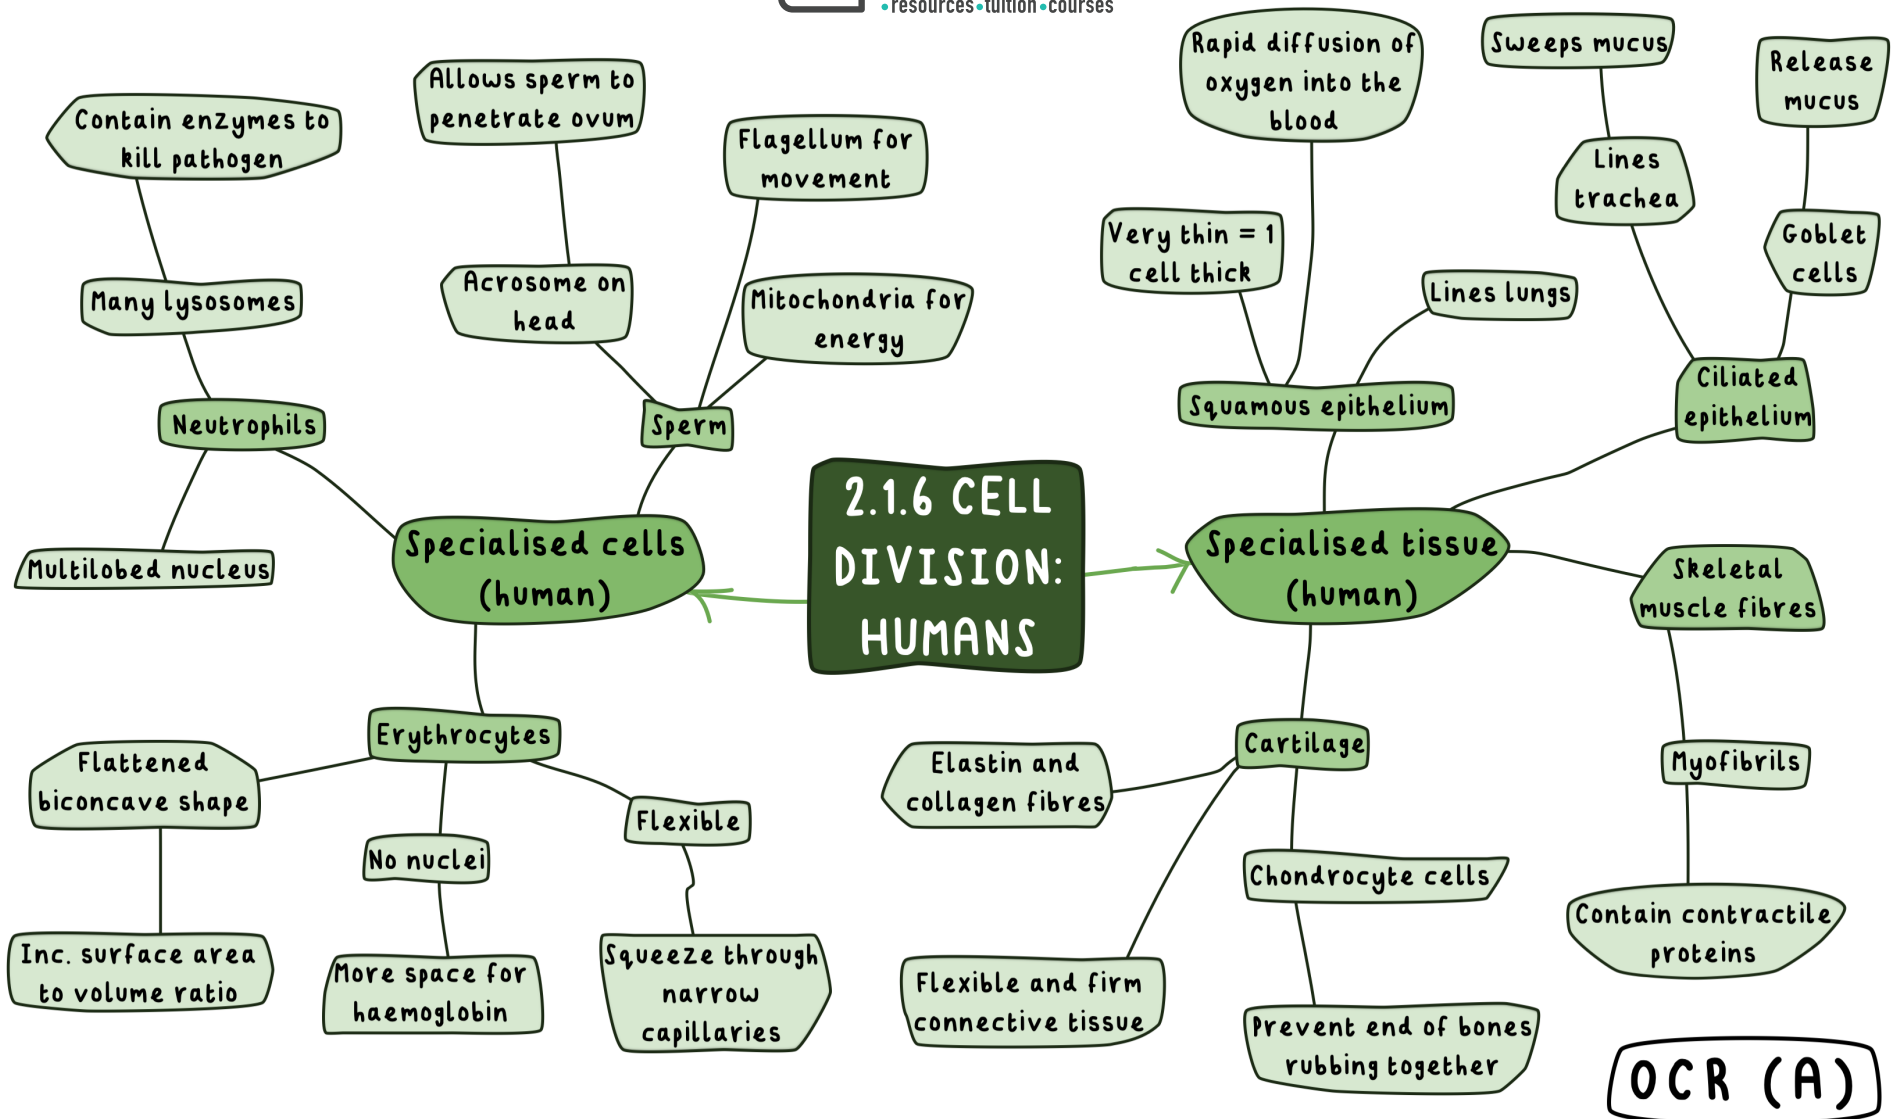 •resources•tuition•courses
Contain enzymes to
kill pathogen
Many lysosomes
Neutrophils
Multilobed nucleus
Allows sperm to
penetrate ovum
Acrosome on
head
Flagellum for
movement
Mitochondria for
energy
Sperm
Specialised cells
(human)
Erythrocytes
Flattened
biconcave shape
Inc. surface area
to volume ratio
No nuclei
More space for
haemoglobin
Flexible
Squeeze through
narrow
capillaries
2.1.6 CELL
DIVISION:
HUMANS
Rapid diffusion of
oxygen into the
blood
Very thin = 1
cell thick
Lines lungs
Squamous epithelium
Sweeps mucus
Lines
trachea
Release
mucus
Goblet
cells
Ciliated
epithelium
Specialised tissue
(human)
Skeletal
muscle fibres
Myofibrils
Contain contractile
proteins
Cartilage
Elastin and
collagen fibres
Flexible and firm
connective tissue
Chondrocyte cells
Prevent end of bones
rubbing together
OCR (A)